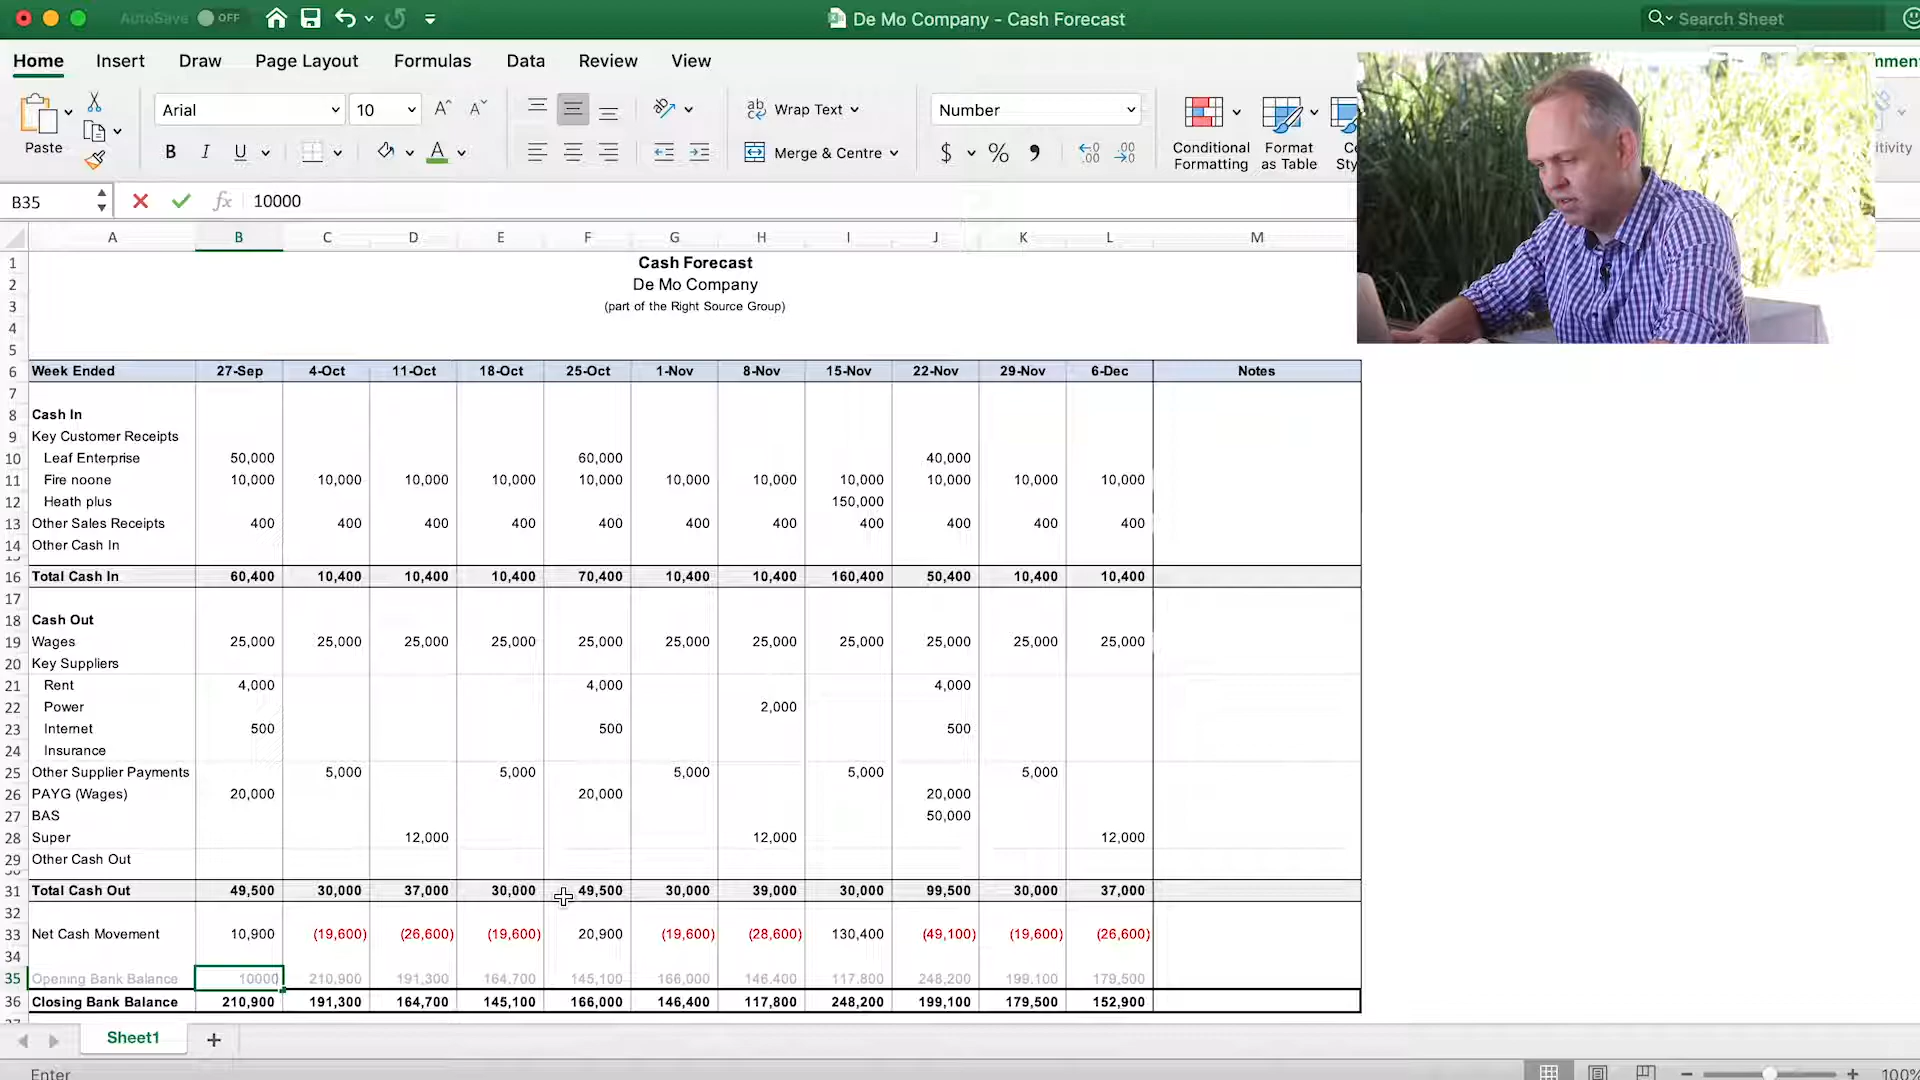 AutoSave OFF De Mo Company - Cash Forecast Search Sheet
Home Insert Draw Page Layout Formulas Data Review View
Paste Arial 10 Wrap Text Number
B I U Merge & Centre $ % Conditional Formatting Format as Table
B35 fx 10000
A B C D E F G H I J K L M
1 Cash Forecast
2 De Mo Company
3 (part of the Right Source Group)
4
5
6 Week Ended 27-Sep 4-Oct 11-Oct 18-Oct 25-Oct 1-Nov 8-Nov 15-Nov 22-Nov 29-Nov 6-Dec Notes
7
8 Cash In
9 Key Customer Receipts
10 Leaf Enterprise 50,000 60,000 40,000
11 Fire noone 10,000 10,000 10,000 10,000 10,000 10,000 10,000 10,000 10,000 10,000 10,000
12 Heath plus 150,000
13 Other Sales Receipts 400 400 400 400 400 400 400 400 400 400 400
14 Other Cash In
16 Total Cash In 60,400 10,400 10,400 10,400 70,400 10,400 10,400 160,400 50,400 10,400 10,400
17
18 Cash Out
19 Wages 25,000 25,000 25,000 25,000 25,000 25,000 25,000 25,000 25,000 25,000 25,000
20 Key Suppliers
21 Rent 4,000 4,000 4,000
22 Power 2,000
23 Internet 500 500 500
24 Insurance
25 Other Supplier Payments 5,000 5,000 5,000 5,000 5,000
26 PAYG (Wages) 20,000 20,000 20,000
27 BAS 50,000
28 Super 12,000 12,000 12,000
29 Other Cash Out
31 Total Cash Out 49,500 30,000 37,000 30,000 49,500 30,000 39,000 30,000 99,500 30,000 37,000
32
33 Net Cash Movement 10,900 (19,600) (26,600) (19,600) 20,900 (19,600) (28,600) 130,400 (49,100) (19,600) (26,600)
34
35 Opening Bank Balance 10000 210,900 191,300 164,700 145,100 166,000 146,400 117,800 248,200 199,100 179,500
36 Closing Bank Balance 210,900 191,300 164,700 145,100 166,000 146,400 117,800 248,200 199,100 179,500 152,900
Sheet1 +
Enter 100%